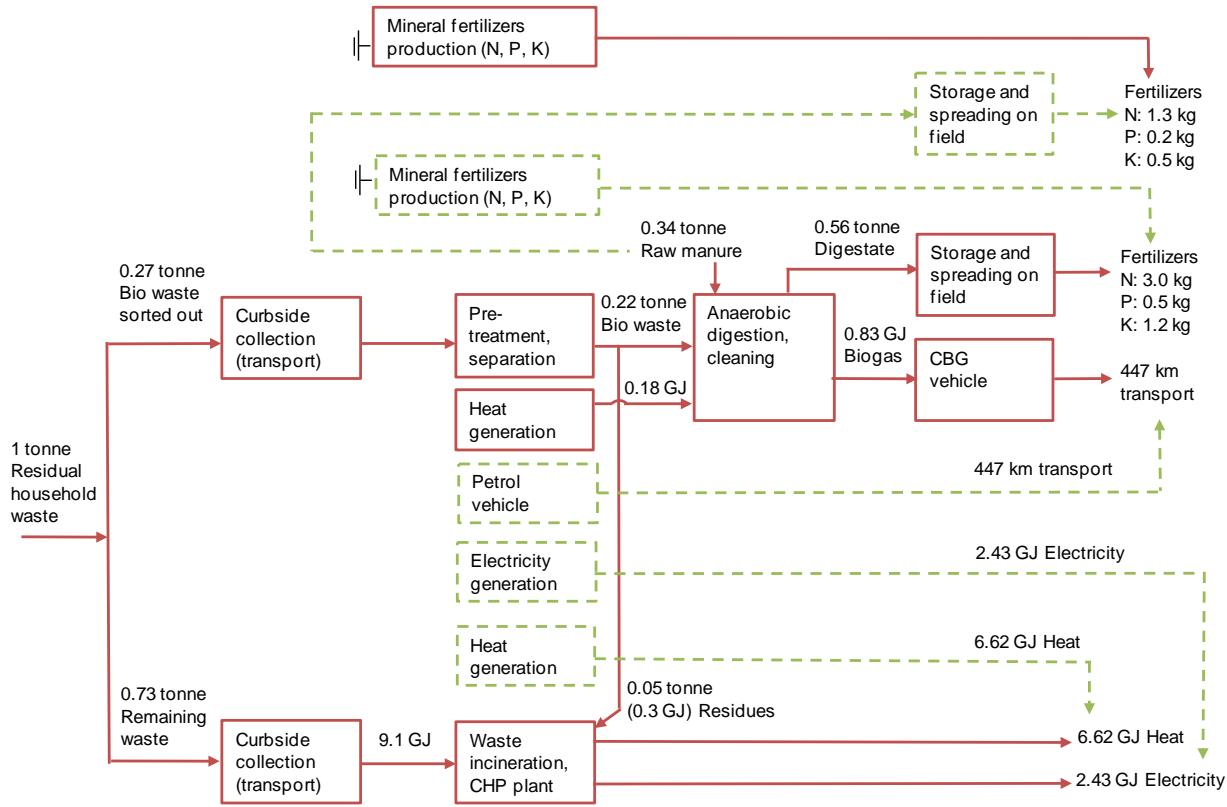 Mineral fertilizers
production (N, P, K)
Storage and
spreading on
field
Fertilizers
N: 1.3 kg
P: 0.2 kg
K: 0.5 kg
Mineral fertilizers
production (N, P, K)
0.34 tonne
Raw manure
0.56 tonne
Digestate
Storage and
spreading on
field
Fertilizers
N: 3.0 kg
P: 0.5 kg
K: 1.2 kg
0.27 tonne
Bio waste
sorted out
Curbside
collection
(transport)
Pre-
treatment,
separation
0.22 tonne
Bio waste
Anaerobic
digestion,
cleaning
0.83 GJ
Biogas
CBG
vehicle
447 km
transport
Heat
generation
0.18 GJ
1 tonne
Residual
household
waste
Petrol
vehicle
447 km transport
Electricity
generation
2.43 GJ Electricity
Heat
generation
6.62 GJ Heat
0.73 tonne
Remaining
waste
Curbside
collection
(transport)
9.1 GJ
Waste
incineration,
CHP plant
0.05 tonne
(0.3 GJ) Residues
6.62 GJ Heat
2.43 GJ Electricity